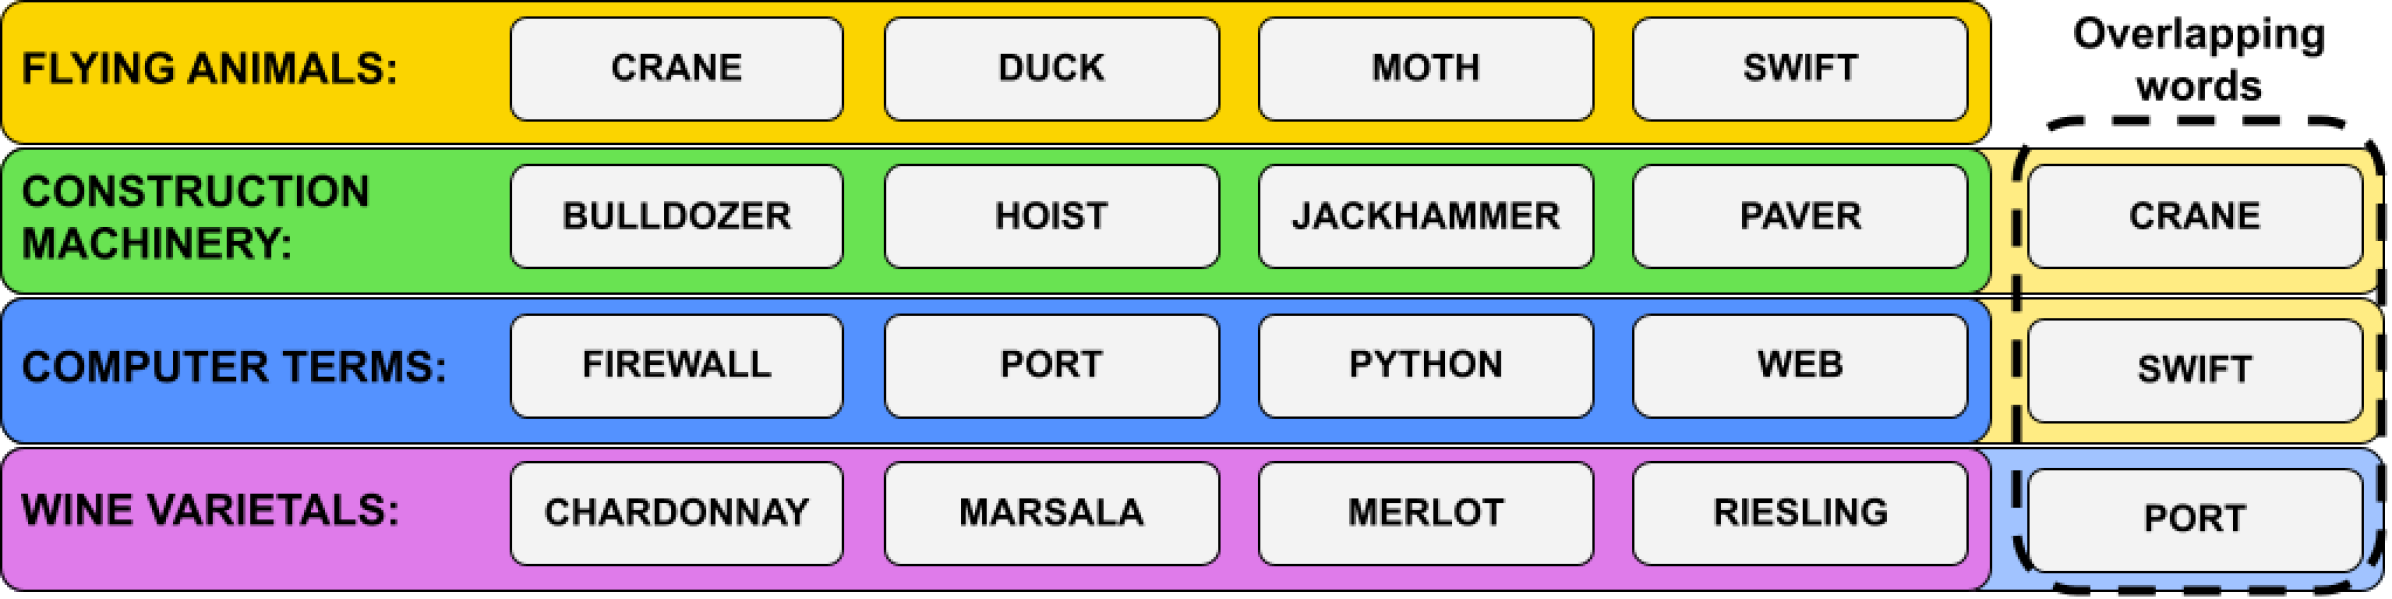 Overlapping
words
FLYING ANIMALS: CRANE DUCK MOTH SWIFT
CONSTRUCTION
MACHINERY: BULLDOZER HOIST JACKHAMMER PAVER CRANE
COMPUTER TERMS: FIREWALL PORT PYTHON WEB SWIFT
WINE VARIETALS: CHARDONNAY MARSALA MERLOT RIESLING PORT